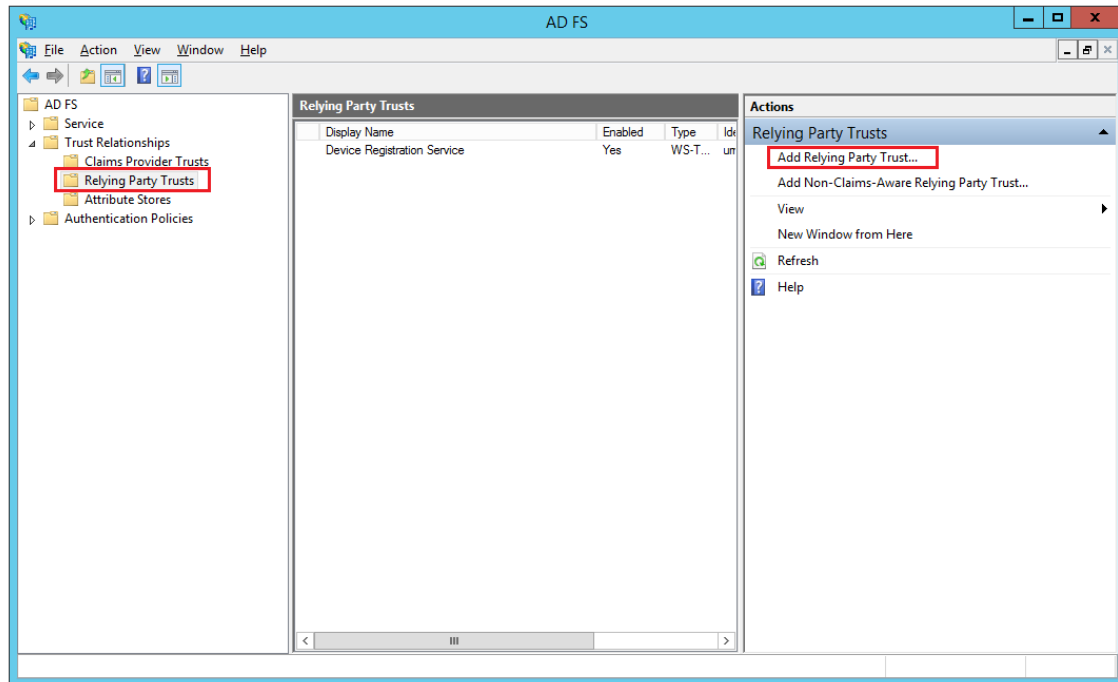 AD FS
File Action View Window Help
AD FS
Service
Trust Relationships
Claims Provider Trusts
Relying Party Trusts
Attribute Stores
Authentication Policies
Relying Party Trusts
Display Name Enabled Type Ide
Device Registration Service Yes WS-T... urr
Actions
Relying Party Trusts
Add Relying Party Trust...
Add Non-Claims-Aware Relying Party Trust...
View
New Window from Here
Refresh
Help